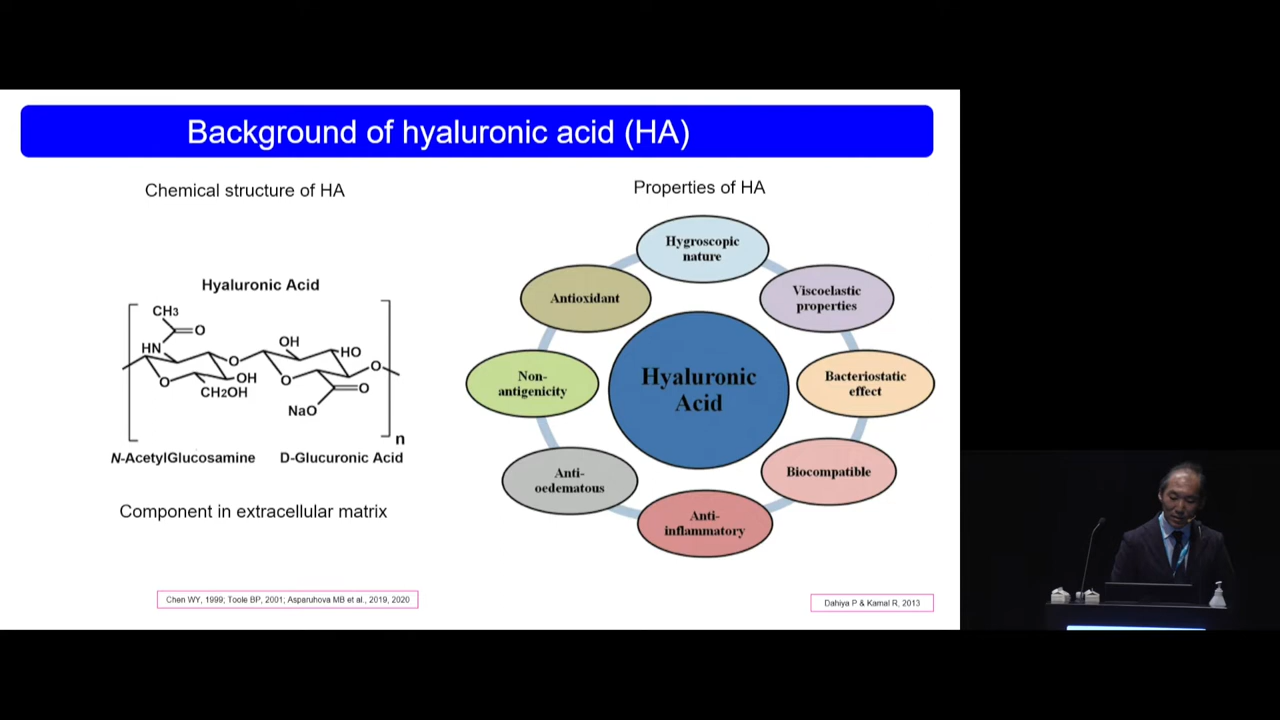 Background of hyaluronic acid (HA)
Chemical structure of HA
Hyaluronic Acid
CH3
O
HN
O
O
OH
CH2OH
OH
HO
O
O
O
NaO
n
N-AcetylGlucosamine
D-Glucuronic Acid
Component in extracellular matrix
Chen WY, 1999; Toole BP, 2001; Asparuhova MB et al., 2019, 2020
Properties of HA
Hygroscopic
nature
Viscoelastic
properties
Bacteriostatic
effect
Biocompatible
Anti-
inflammatory
Anti-
oedematous
Non-
antigenicity
Antioxidant
Hyaluronic
Acid
Dahiya P & Kamal R, 2013